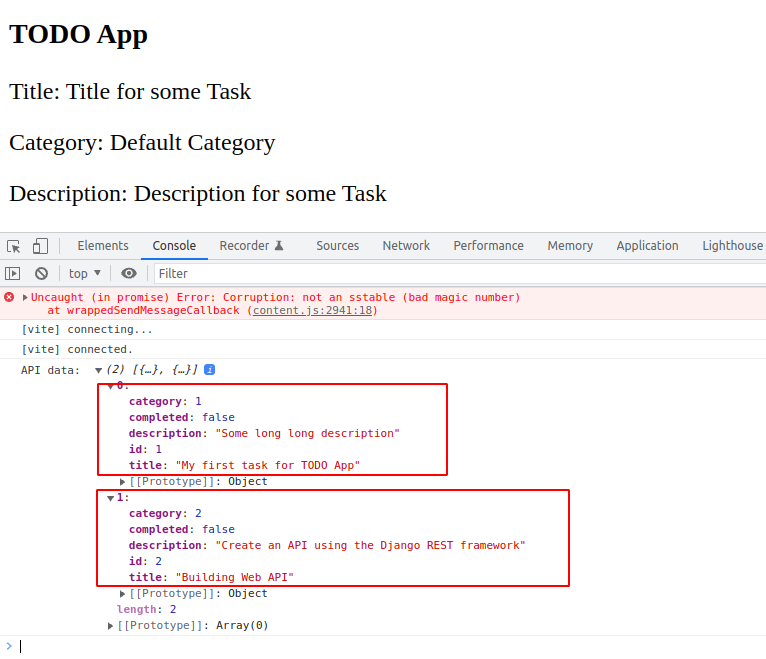 TODO App
Title: Title for some Task
Category: Default Category
Description: Description for some Task
Elements Console Recorder Sources Network Performance Memory Application Lighthouse
top Filter
Uncaught (in promise) Error: Corruption: not an sstable (bad magic number)
at wrappedSendMessageCallback (content.js:2941:18)
[vite] connecting...
[vite] connected.
API data: (2) [{…}, {…}] i
0:
category: 1
completed: false
description: "Some long long description"
id: 1
title: "My first task for TODO App"
[[Prototype]]: Object
1:
category: 2
completed: false
description: "Create an API using the Django REST framework"
id: 2
title: "Building Web API"
[[Prototype]]: Object
length: 2
[[Prototype]]: Array(0)